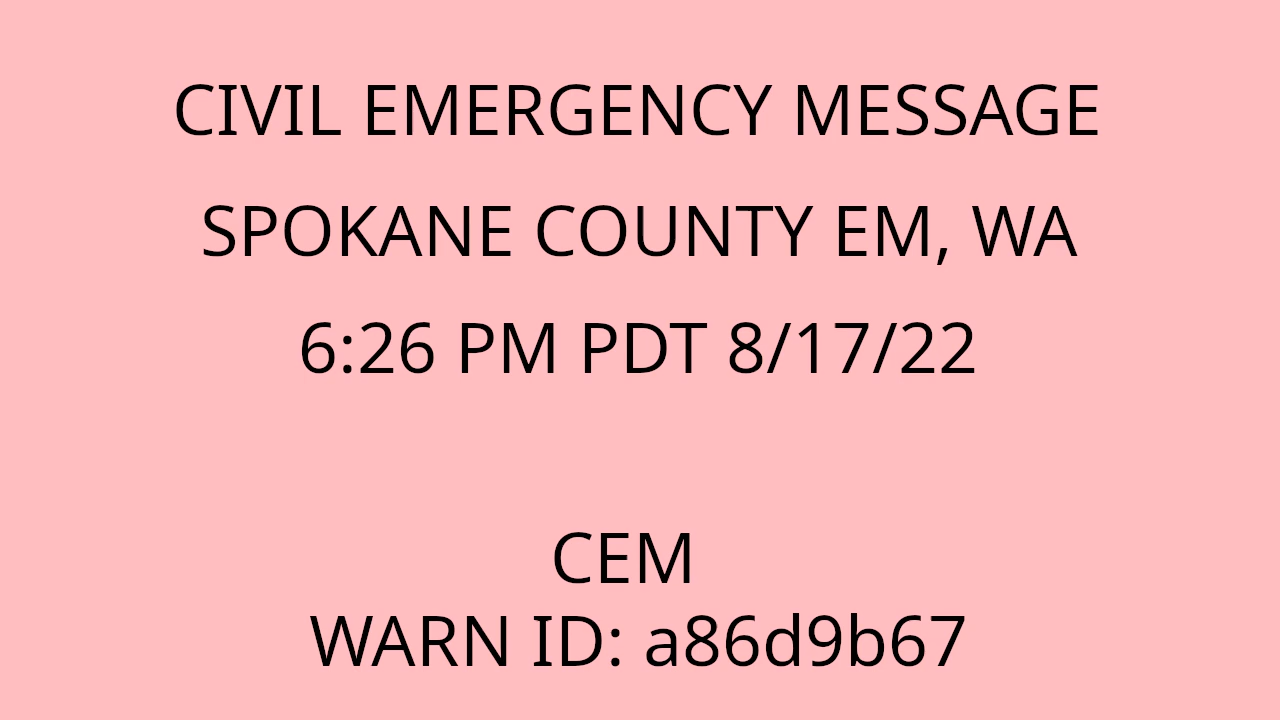 CIVIL EMERGENCY MESSAGE
SPOKANE COUNTY EM, WA
6:26 PM PDT 8/17/22
CEM
WARN ID: a86d9b67